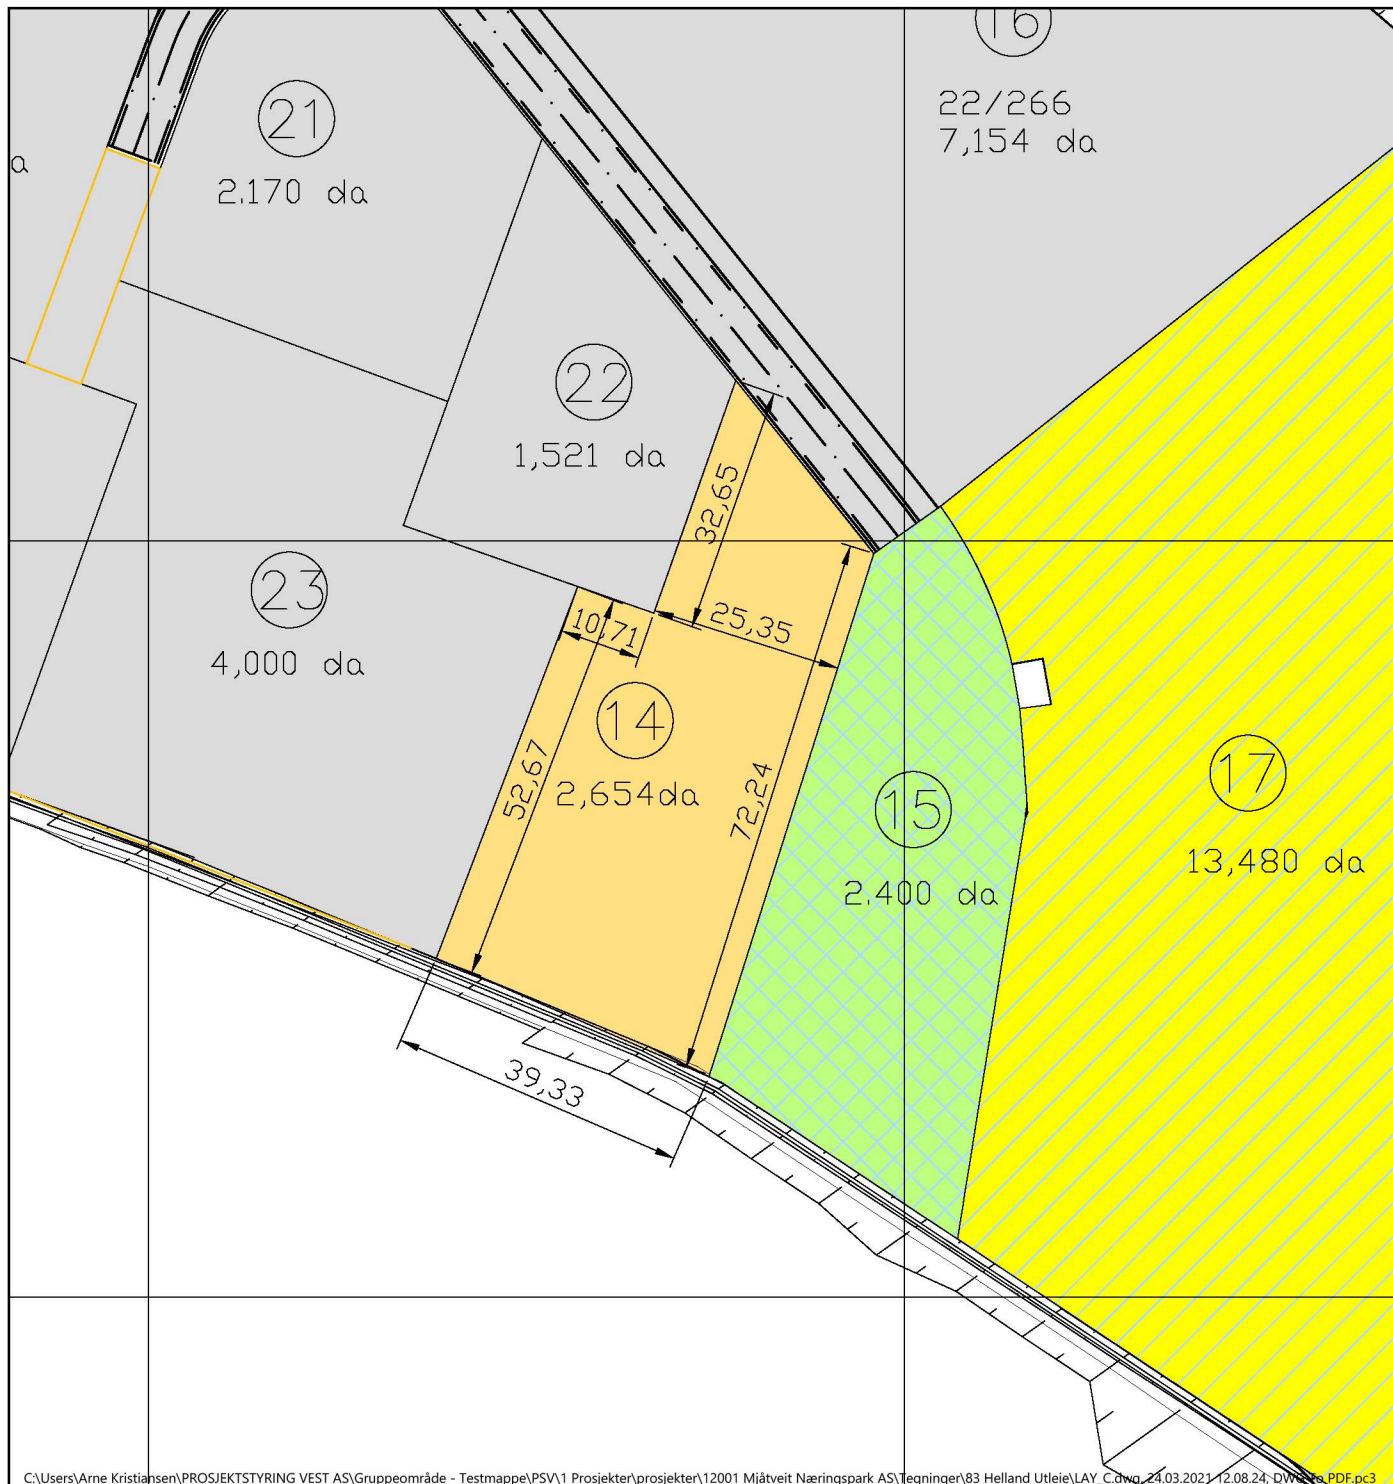 16
22/266
7,154 da
21
a
2.170 da
22
1,521 da
32,65
23
4,000 da
10,71
25,35
14
2,654da
52,67
72,24
17
15
13,480 da
2.400 da
39,33
C:\Users\Arne Kristiansen\PROSJEKTSTYRING VEST AS\Gruppeområde - Testmappe\PSV\1 Prosjekter\prosjekter\12001 Mjåtveit Næringspark AS\Tegninger\83 Helland Utleie\LAY_C.dwg, 24.03.2021 12.08.24, DWG To PDF.pc3